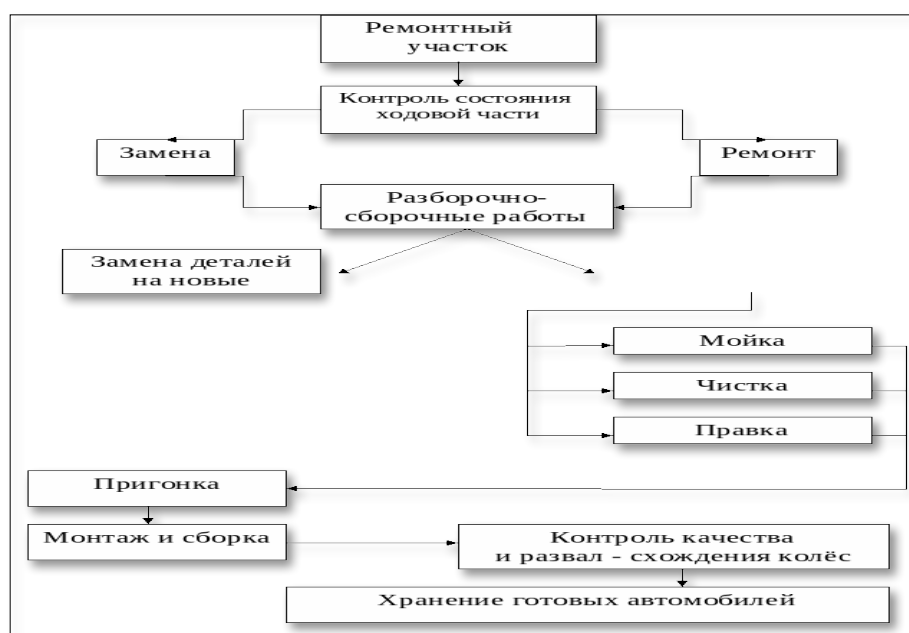 Ремонтный
участок
Контроль состояния
ходовой части
Замена
Ремонт
Разборочно-
сборочные работы
Замена деталей
на новые
Мойка
Чистка
Правка
Пригонка
Монтаж и сборка
Контроль качества
и развал - схождения колёс
Хранение готовых автомобилей